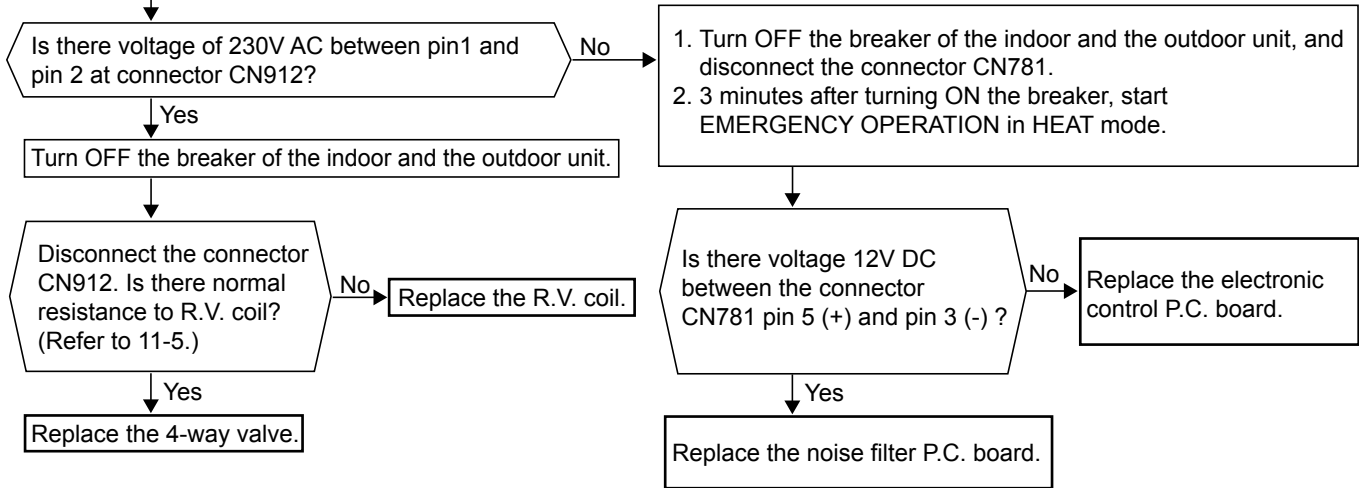 Is there voltage of 230V AC between pin1 and
pin 2 at connector CN912?
No
1. Turn OFF the breaker of the indoor and the outdoor unit, and
disconnect the connector CN781.
2. 3 minutes after turning ON the breaker, start
EMERGENCY OPERATION in HEAT mode.
Yes
Turn OFF the breaker of the indoor and the outdoor unit.
Disconnect the connector
CN912. Is there normal
resistance to R.V. coil?
(Refer to 11-5.)
No
Replace the R.V. coil.
Yes
Replace the 4-way valve.
Is there voltage 12V DC
between the connector
CN781 pin 5 (+) and pin 3 (-) ?
No
Replace the electronic
control P.C. board.
Yes
Replace the noise filter P.C. board.